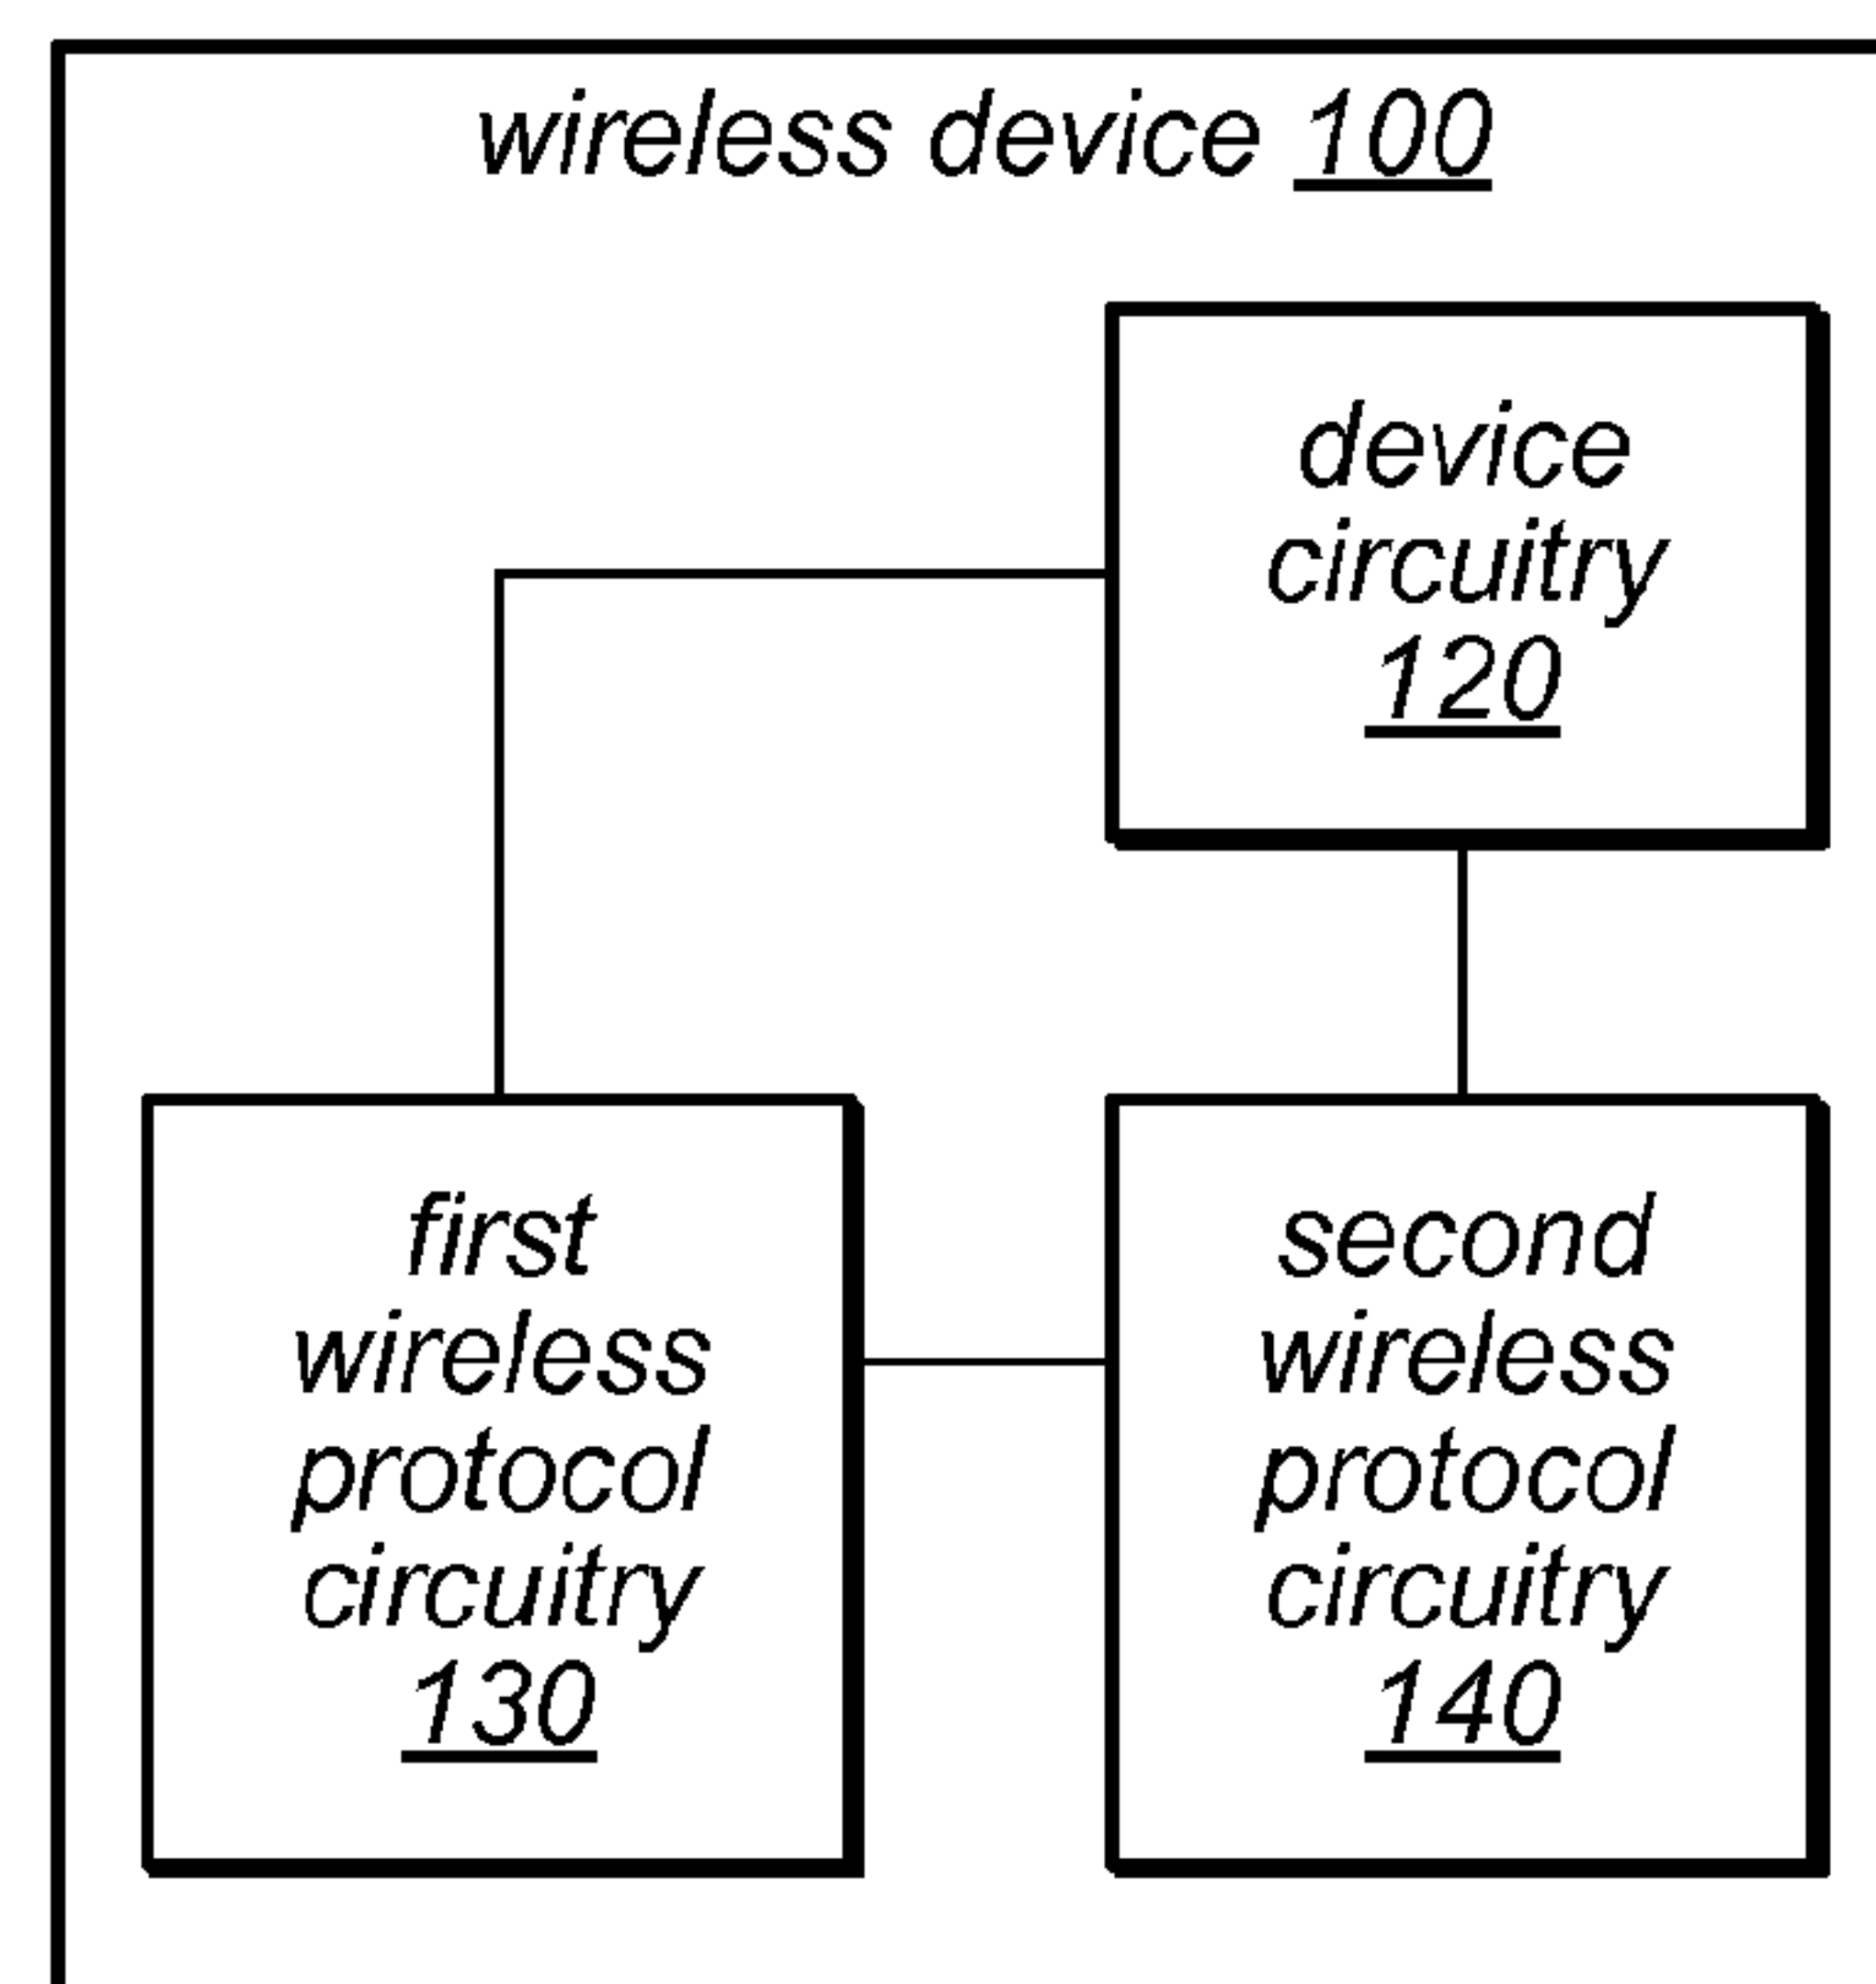 wireless device 100
device
circuitry
120
first
wireless
protocol
circuitry
130
second
wireless
protocol
circuitry
140